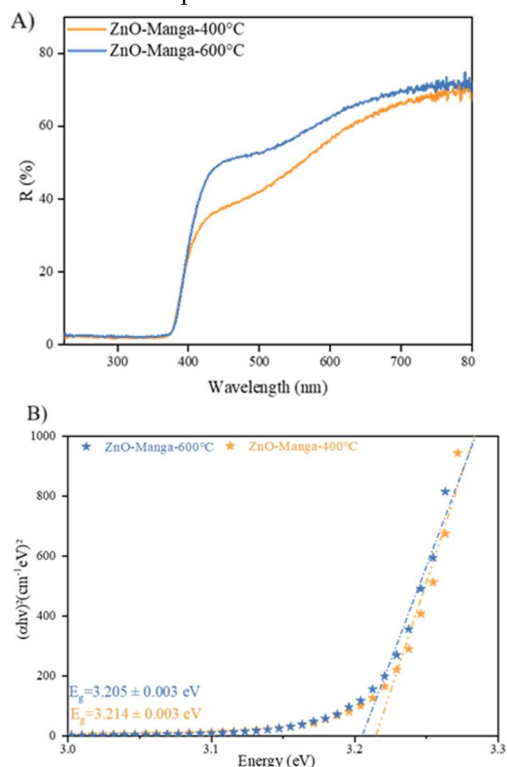 A)
ZnO-Manga-400°C
ZnO-Manga-600°C
80
60
40
20
0
R (%)
300 400 500 600 700 80
Wavelength (nm)
B)
ZnO-Manga-600°C ZnO-Manga-400°C
1000
800
600
400
200
0
(αhν)²(cm⁻¹eV)²
E_g=3.205 ± 0.003 eV
E_g=3.214 ± 0.003 eV
3.0 3.1 3.2 3.3
Energy (eV)